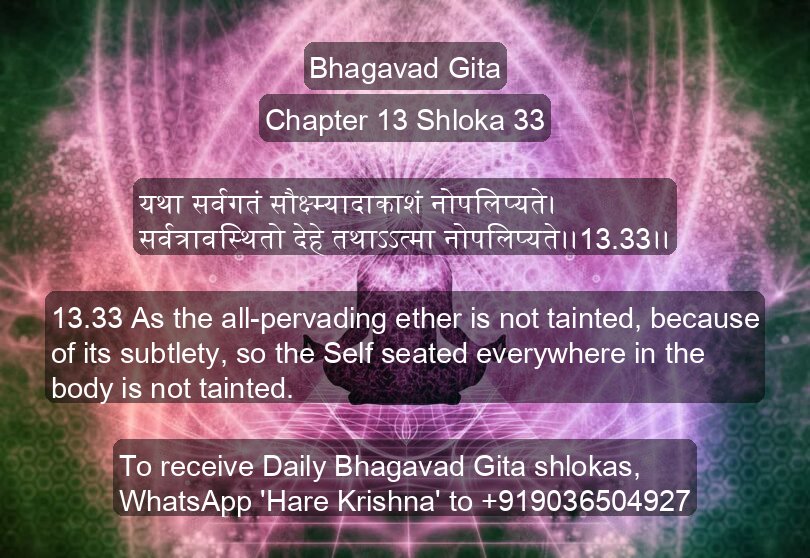 Bhagavad Gita
Chapter 13 Shloka 33
यथा सर्वगतं सौक्ष्म्यादाकाशं नोपलिप्यते।
सर्वत्रावस्थितो देहे तथाऽऽत्मा नोपलिप्यते।।13.33।।
13.33 As the all-pervading ether is not tainted, because
of its subtlety, so the Self seated everywhere in the
body is not tainted.
To receive Daily Bhagavad Gita shlokas,
WhatsApp 'Hare Krishna' to +919036504927